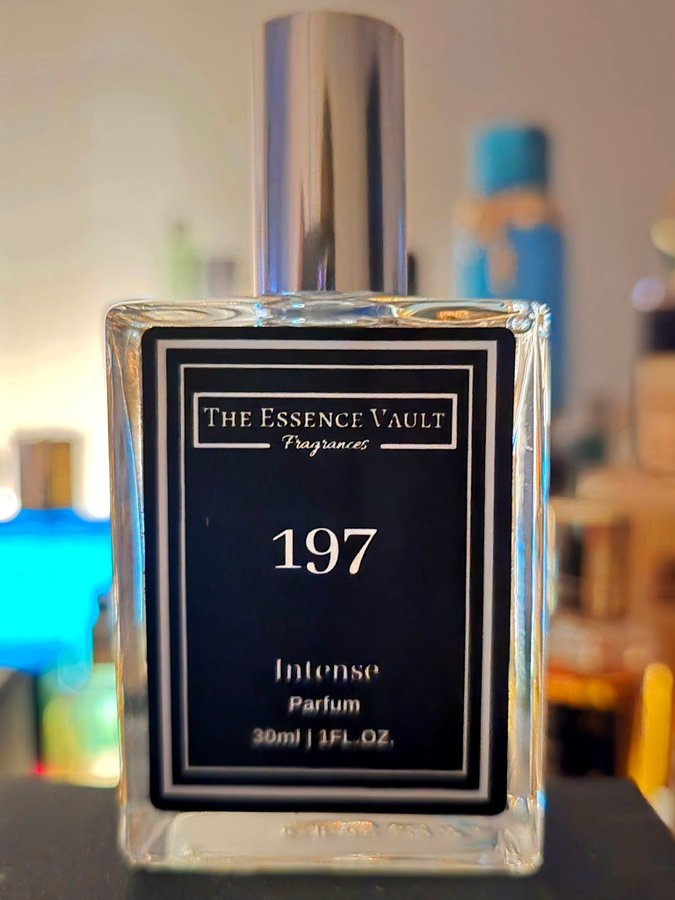 THE ESSENCE VAULT
Fragrances
197
Intense
Parfum
30ml | 1FL.OZ.